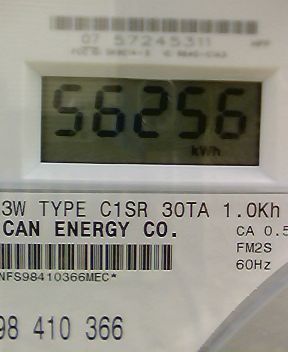 07 57245311
56256
kWh
3W TYPE C1SR 30TA 1.0Kh
CAN ENERGY CO.
CA 0.5
FM2S
60Hz
NFS98410366MEC*
98 410 366